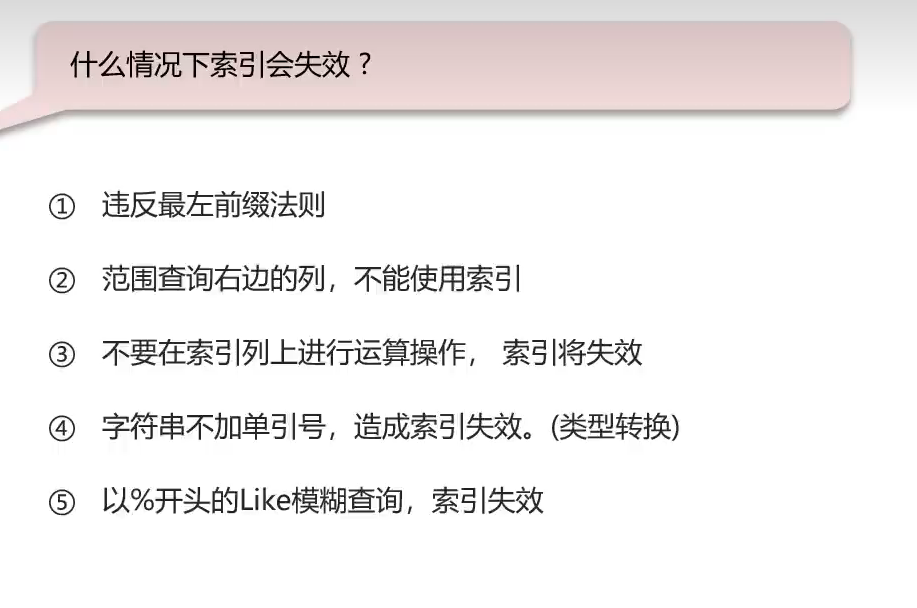 什么情况下索引会失效？
① 违反最左前缀法则
② 范围查询右边的列，不能使用索引
③ 不要在索引列上进行运算操作， 索引将失效
④ 字符串不加单引号，造成索引失效。(类型转换)
⑤ 以%开头的Like模糊查询，索引失效